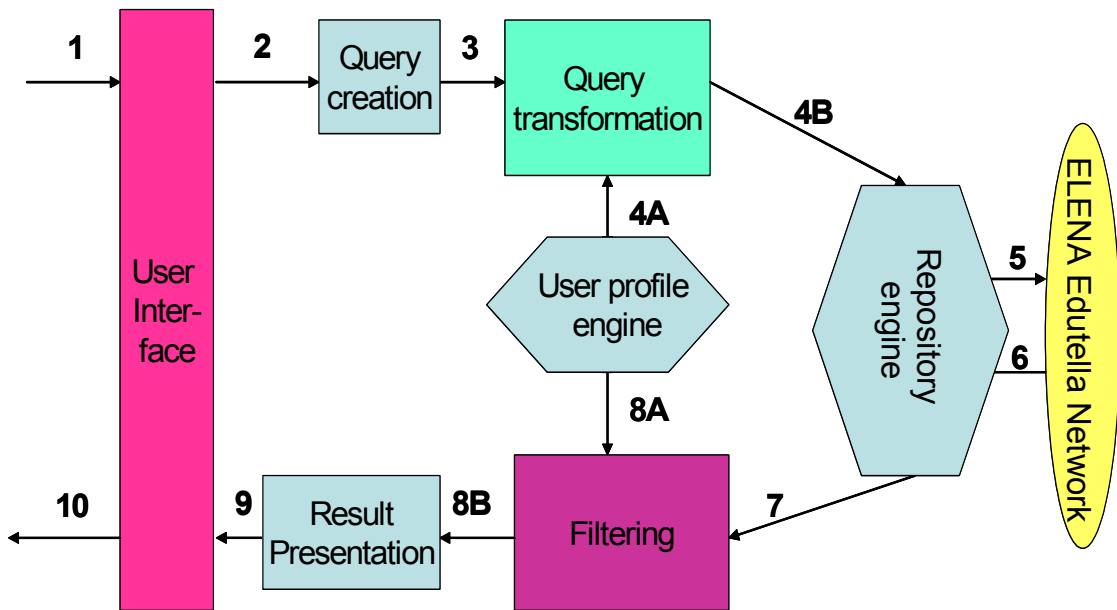 1
2
Query
creation
3
Query
transformation
4B
4A
User
Inter-
face
User profile
engine
Repository
engine
5
6
ELENA Edutella Network
8A
7
Filtering
8B
Result
Presentation
9
10